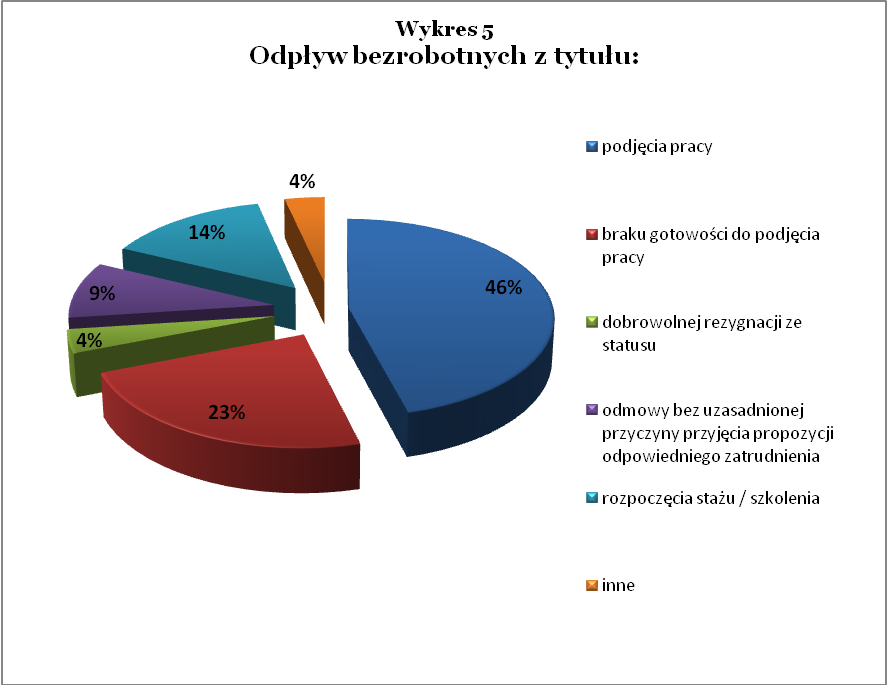 Wykres 5
Odpływ bezrobotnych z tytułu:
4%
14%
9%
4%
46%
23%
podjęcia pracy
braku gotowości do podjęcia
pracy
dobrowolnej rezygnacji ze
statusu
odmowy bez uzasadnionej
przyczyny przyjęcia propozycji
odpowiedniego zatrudnienia
rozpoczęcia stażu / szkolenia
inne